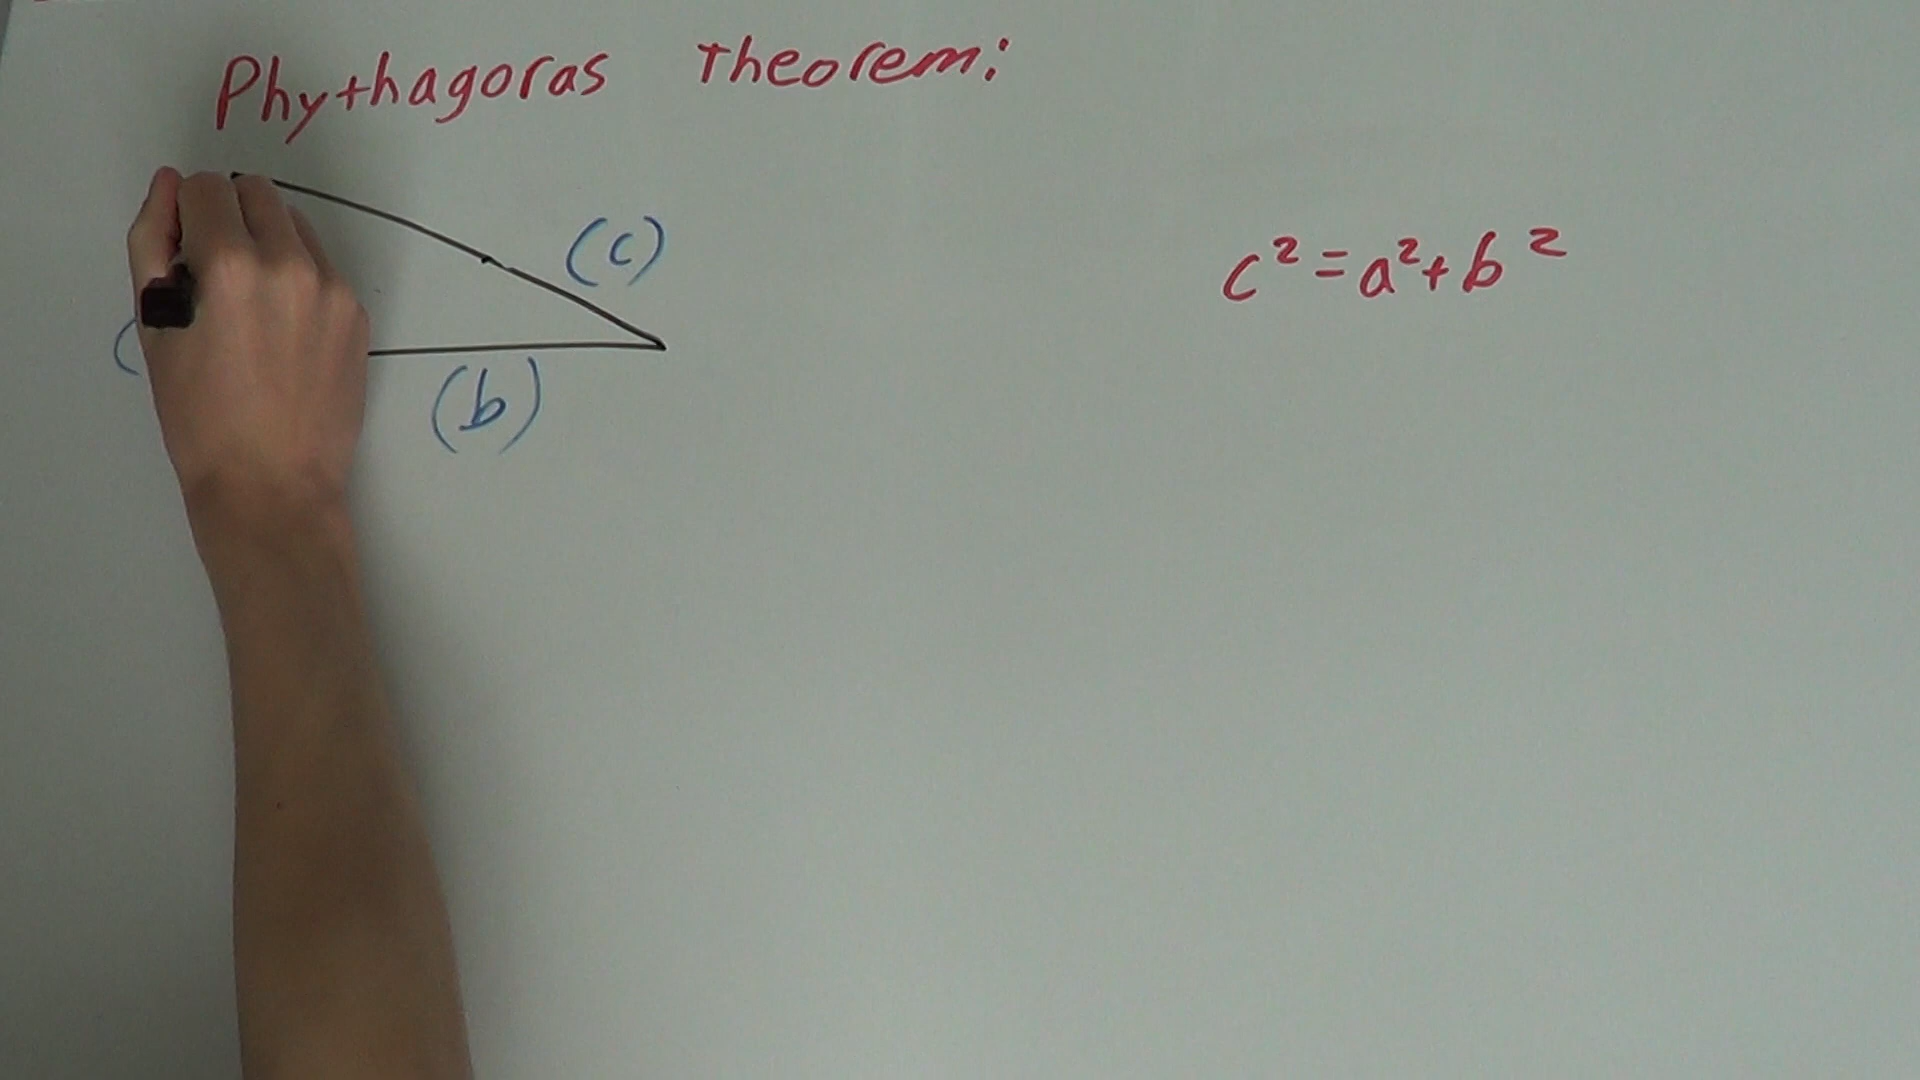 Phythagoras Theorem:
(c)
c²=a²+b²
(b)